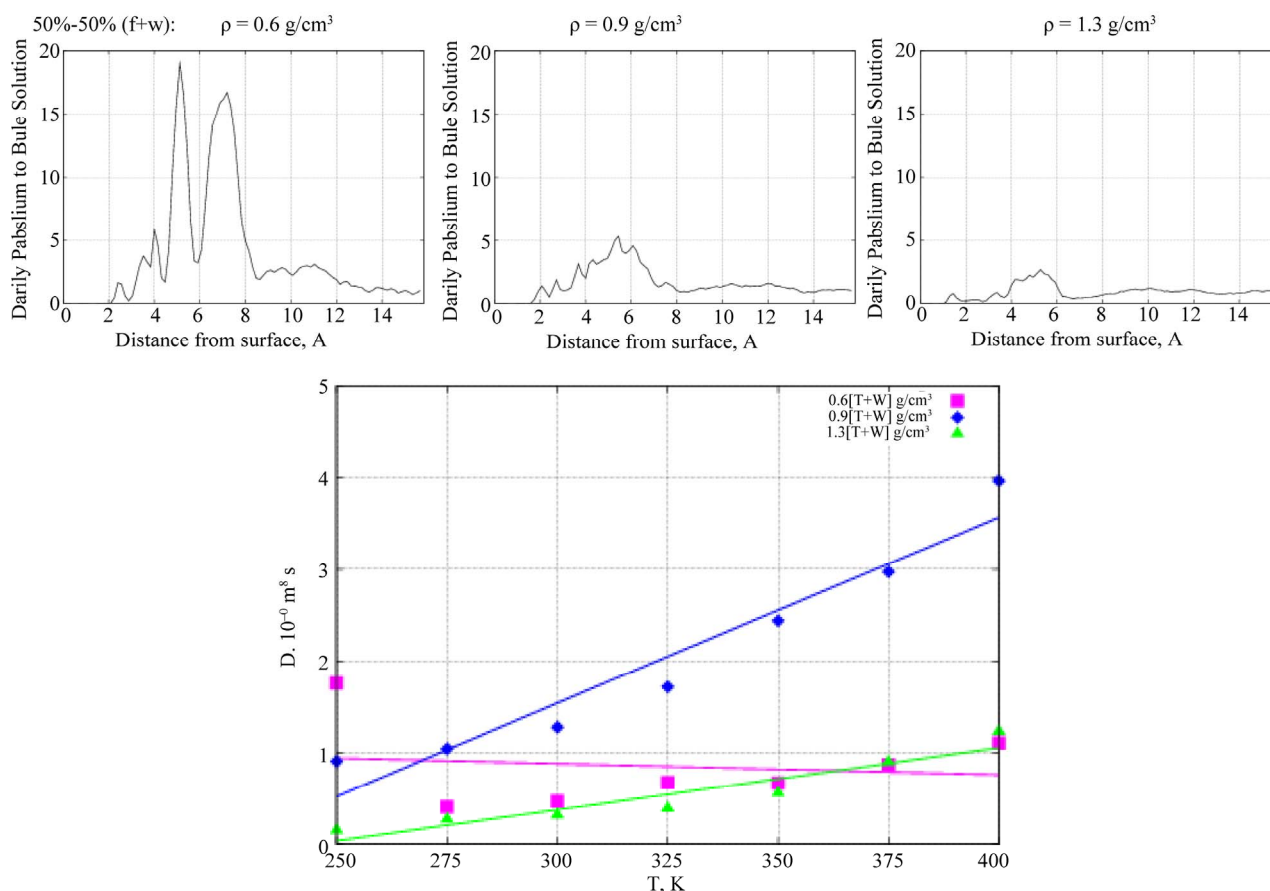 50%-50% (f+w): ρ = 0.6 g/cm³ ρ = 0.9 g/cm³ ρ = 1.3 g/cm³
Darily Pabslium to Bule Solution
20
15
10
5
0
0 2 4 6 8 10 12 14
Distance from surface, A
Darily Pabslium to Bule Solution
20
15
10
5
0
0 2 4 6 8 10 12 14
Distance from surface, A
Darily Pabslium to Bule Solution
20
15
10
5
0
0 2 4 6 8 10 12 14
Distance from surface, A
D. 10⁻⁰ m⁸ s
5
4
3
2
1
0
0.6[T+W] g/cm³
0.9[T+W] g/cm³
1.3[T+W] g/cm³
250 275 300 325 350 375 400
T, K